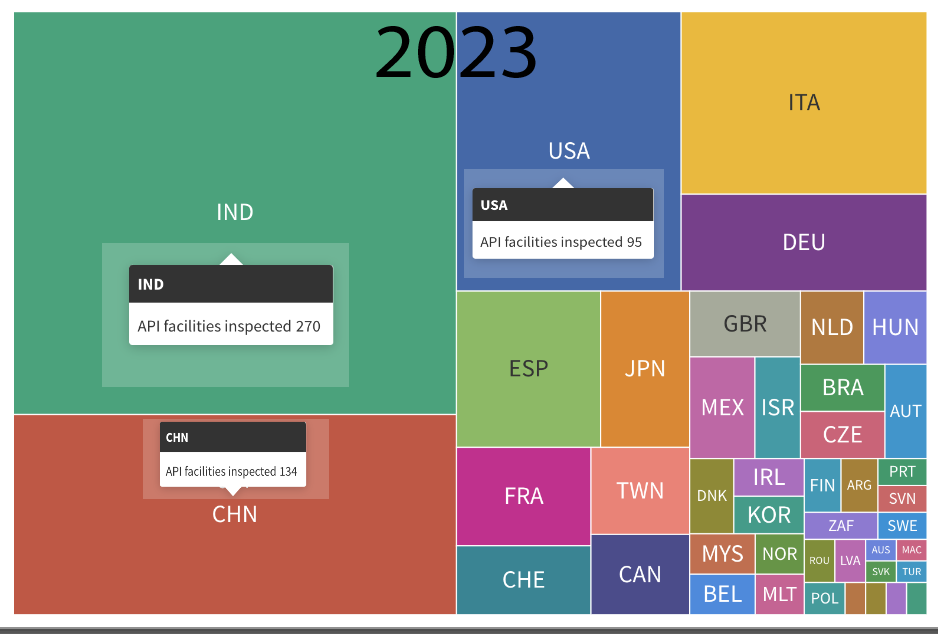 2023
IND
IND
API facilities inspected 270
CHN
API facilities inspected 134
CHN
USA
USA
API facilities inspected 95
ITA
DEU
ESP
JPN
FRA
TWN
CHE
CAN
GBR
NLD
HUN
MEX
ISR
BRA
AUT
CZE
DNK
IRL
KOR
FIN
ARG
PRT
SVN
ZAF
SWE
MYS
NOR
ROU
LVA
AUS
MAC
SVK
TUR
BEL
MLT
POL